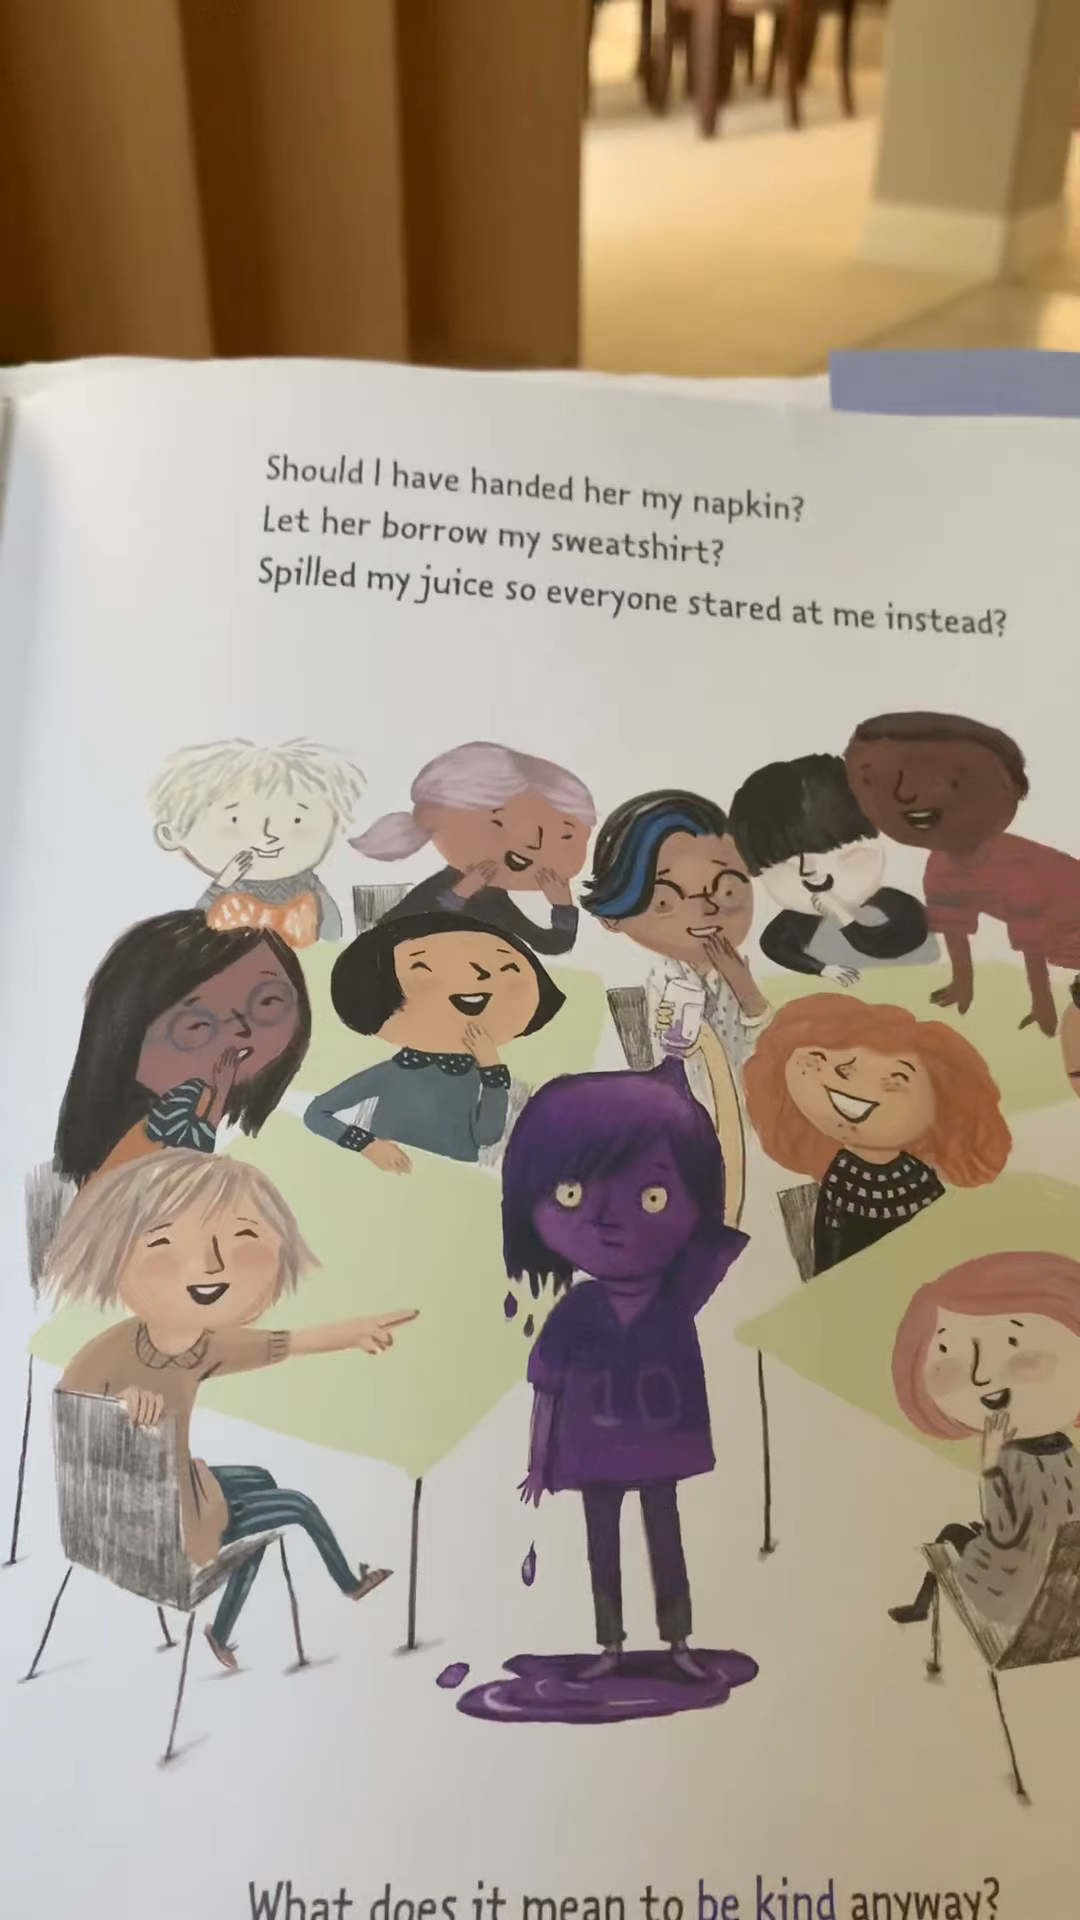 Should I have handed her my napkin?
Let her borrow my sweatshirt?
Spilled my juice so everyone stared at me instead?
10
What does it mean to be kind anyway?